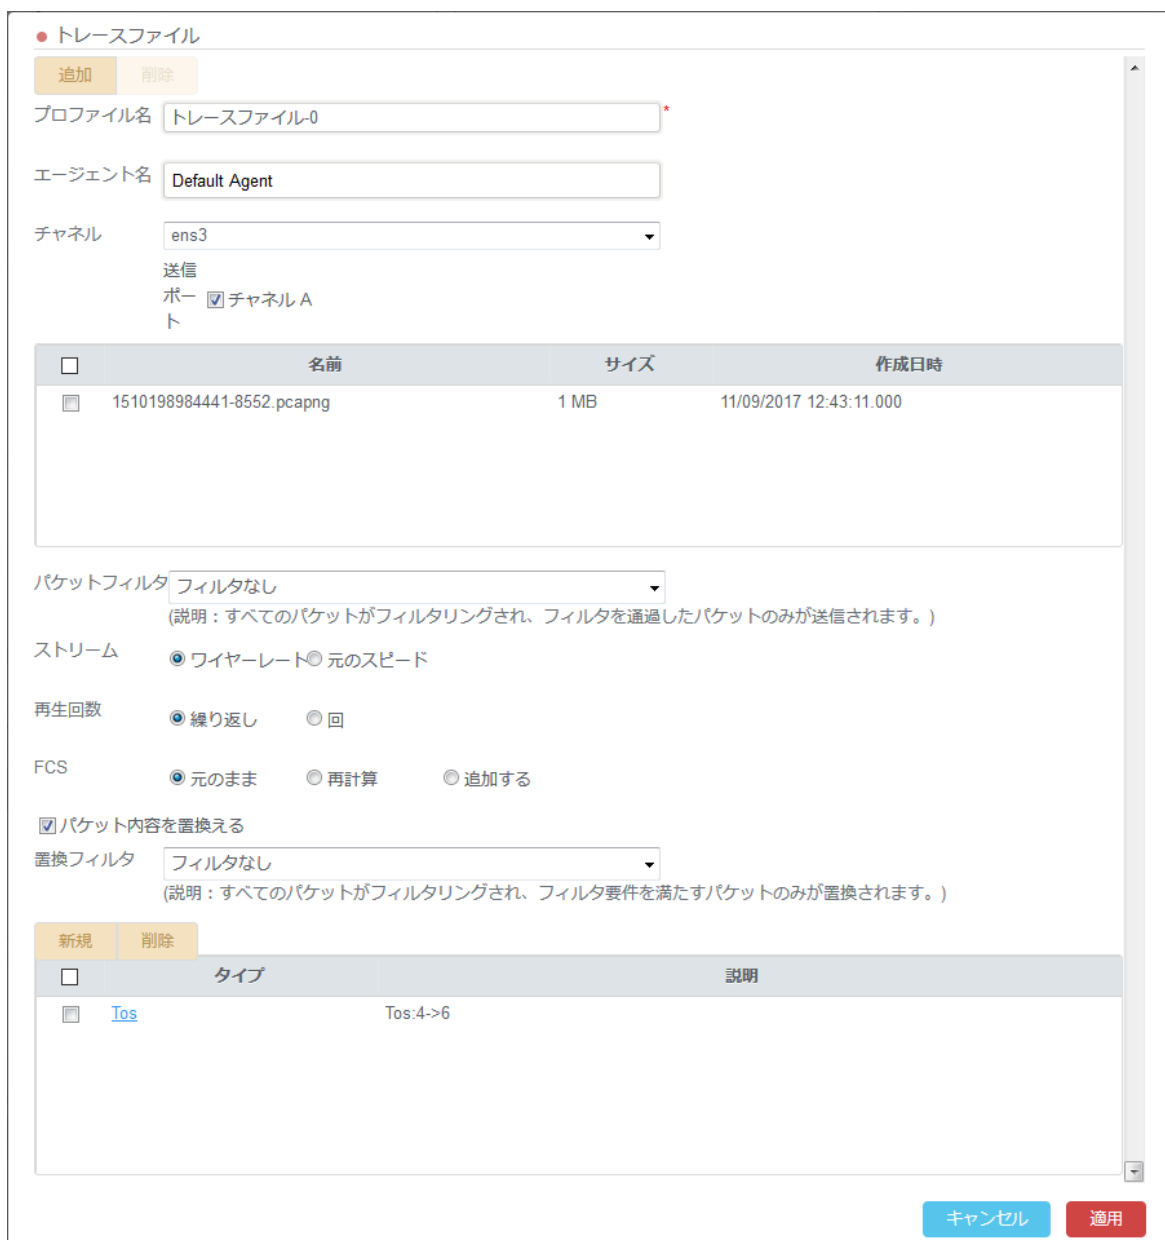 トレースファイル
追加 削除
プロファイル名 トレースファイル-0 *
エージェント名 Default Agent
チャネル ens3
送信
ポー チャネル A
ト
名前 サイズ 作成日時
1510198984441-8552.pcapng 1 MB 11/09/2017 12:43:11.000
パケットフィルタ フィルタなし
(説明：すべてのパケットがフィルタリングされ、フィルタを通過したパケットのみが送信されます。)
ストリーム ワイヤーレート 元のスピード
再生回数 繰り返し 回
FCS 元のまま 再計算 追加する
パケット内容を置換える
置換フィルタ フィルタなし
(説明：すべてのパケットがフィルタリングされ、フィルタ要件を満たすパケットのみが置換されます。)
新規 削除
タイプ 説明
Tos Tos:4->6
キャンセル 適用